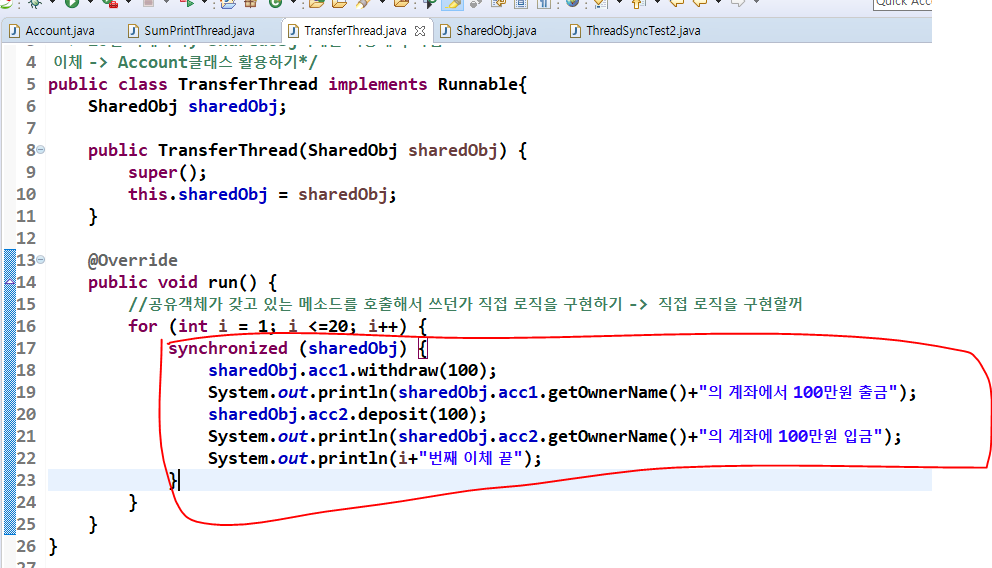 Quick Acc
Account.java SumPrintThread.java TransferThread.java SharedObj.java ThreadSyncTest2.java
4 이체 -> Account클래스 활용하기*/
5 public class TransferThread implements Runnable{
6 SharedObj sharedObj;
7
8 public TransferThread(SharedObj sharedObj) {
9 super();
10 this.sharedObj = sharedObj;
11 }
12
13 @Override
14 public void run() {
15 //공유객체가 갖고 있는 메소드를 호출해서 쓰던가 직접 로직을 구현하기 -> 직접 로직을 구현할꺼
16 for (int i = 1; i <=20; i++) {
17 synchronized (sharedObj) {
18 sharedObj.acc1.withdraw(100);
19 System.out.println(sharedObj.acc1.getOwnerName()+"의 계좌에서 100만원 출금");
20 sharedObj.acc2.deposit(100);
21 System.out.println(sharedObj.acc2.getOwnerName()+"의 계좌에 100만원 입금");
22 System.out.println(i+"번째 이체 끝");
23 }
24 }
25 }
26 }
27